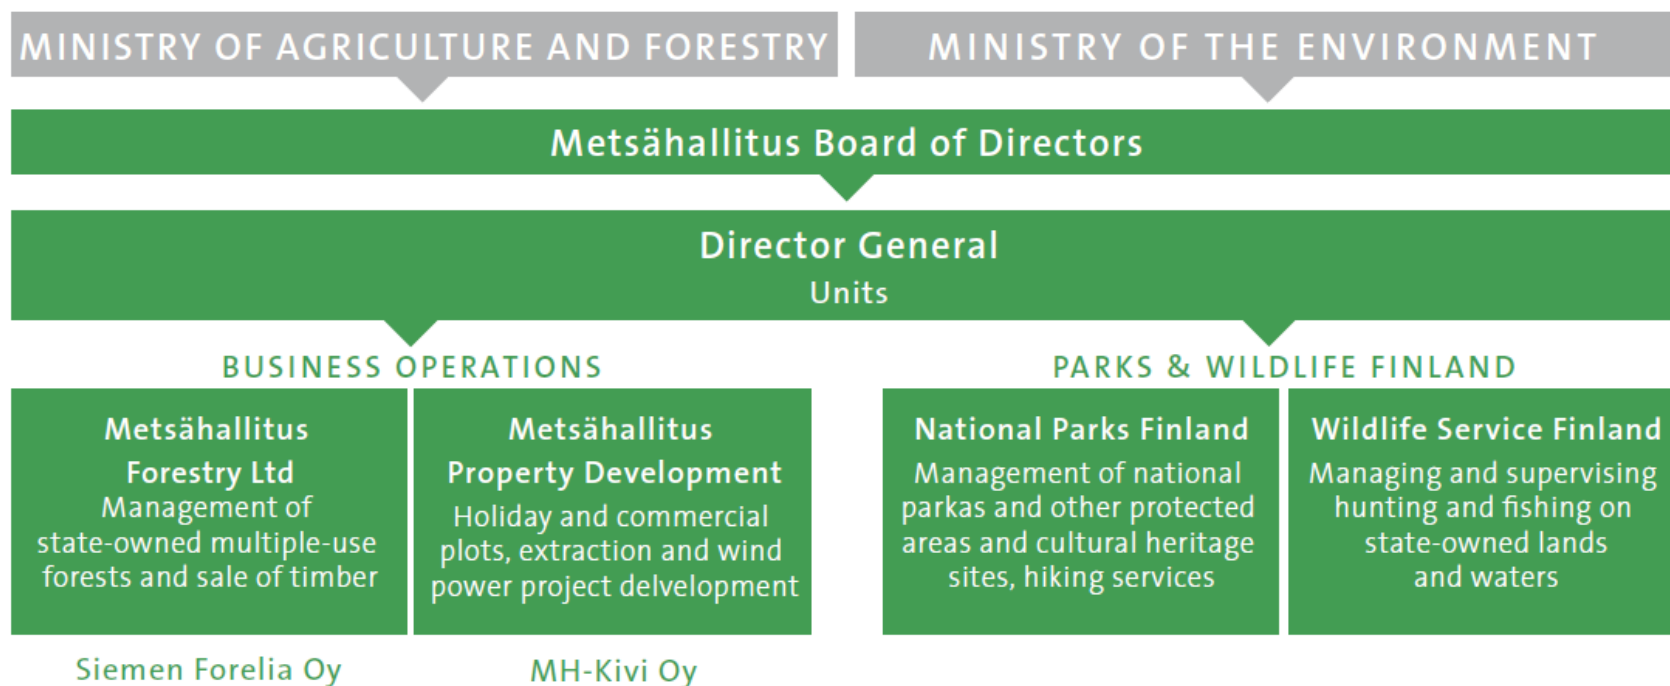 MINISTRY OF AGRICULTURE AND FORESTRY
MINISTRY OF THE ENVIRONMENT
Metsähallitus Board of Directors
Director General
Units
BUSINESS OPERATIONS
Metsähallitus
Forestry Ltd
Management of
state-owned multiple-use
forests and sale of timber
Siemen Forelia Oy
Metsähallitus
Property Development
Holiday and commercial
plots, extraction and wind
power project delvelopment
MH-Kivi Oy
PARKS & WILDLIFE FINLAND
National Parks Finland
Management of national
parkas and other protected
areas and cultural heritage
sites, hiking services
Wildlife Service Finland
Managing and supervising
hunting and fishing on
state-owned lands
and waters